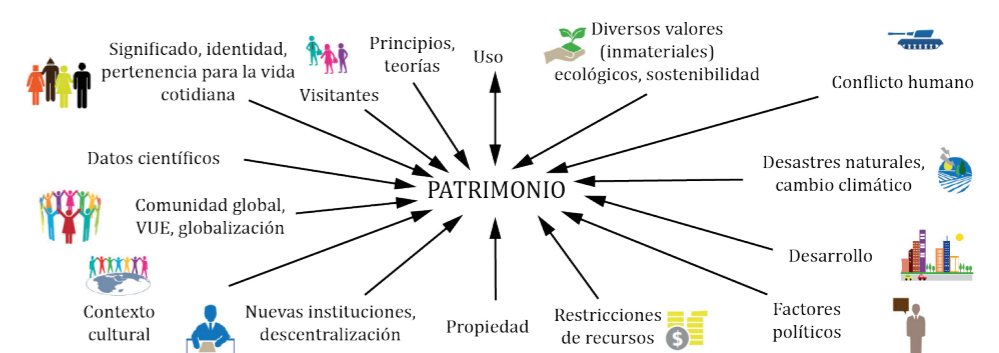 Significado, identidad,
pertenencia para la vida
cotidiana
Visitantes
Principios,
teorías
Uso
Diversos valores
(inmateriales)
ecológicos, sostenibilidad
Conflicto humano
Datos científicos
PATRIMONIO
Desastres naturales,
cambio climático
Comunidad global,
VUE, globalización
Desarrollo
Contexto
cultural
Nuevas instituciones,
descentralización
Propiedad
Restricciones
de recursos
$
Factores
políticos